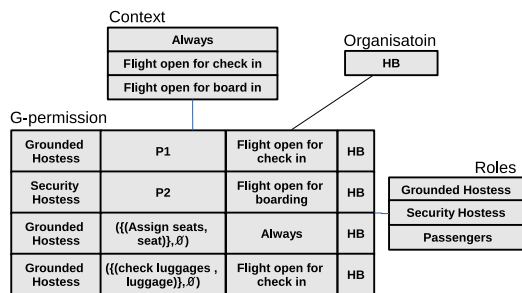 Context
Always
Flight open for check in
Flight open for board in
Organisatoin
HB
G-permission
Grounded
Hostess
P1
Flight open for
check in
HB
Security
Hostess
P2
Flight open for
boarding
HB
Grounded
Hostess
({(Assign seats,
seat)},∅)
Always
HB
Grounded
Hostess
({(check luggages ,
luggage)},∅)
Flight open for
check in
HB
Roles
Grounded Hostess
Security Hostess
Passengers